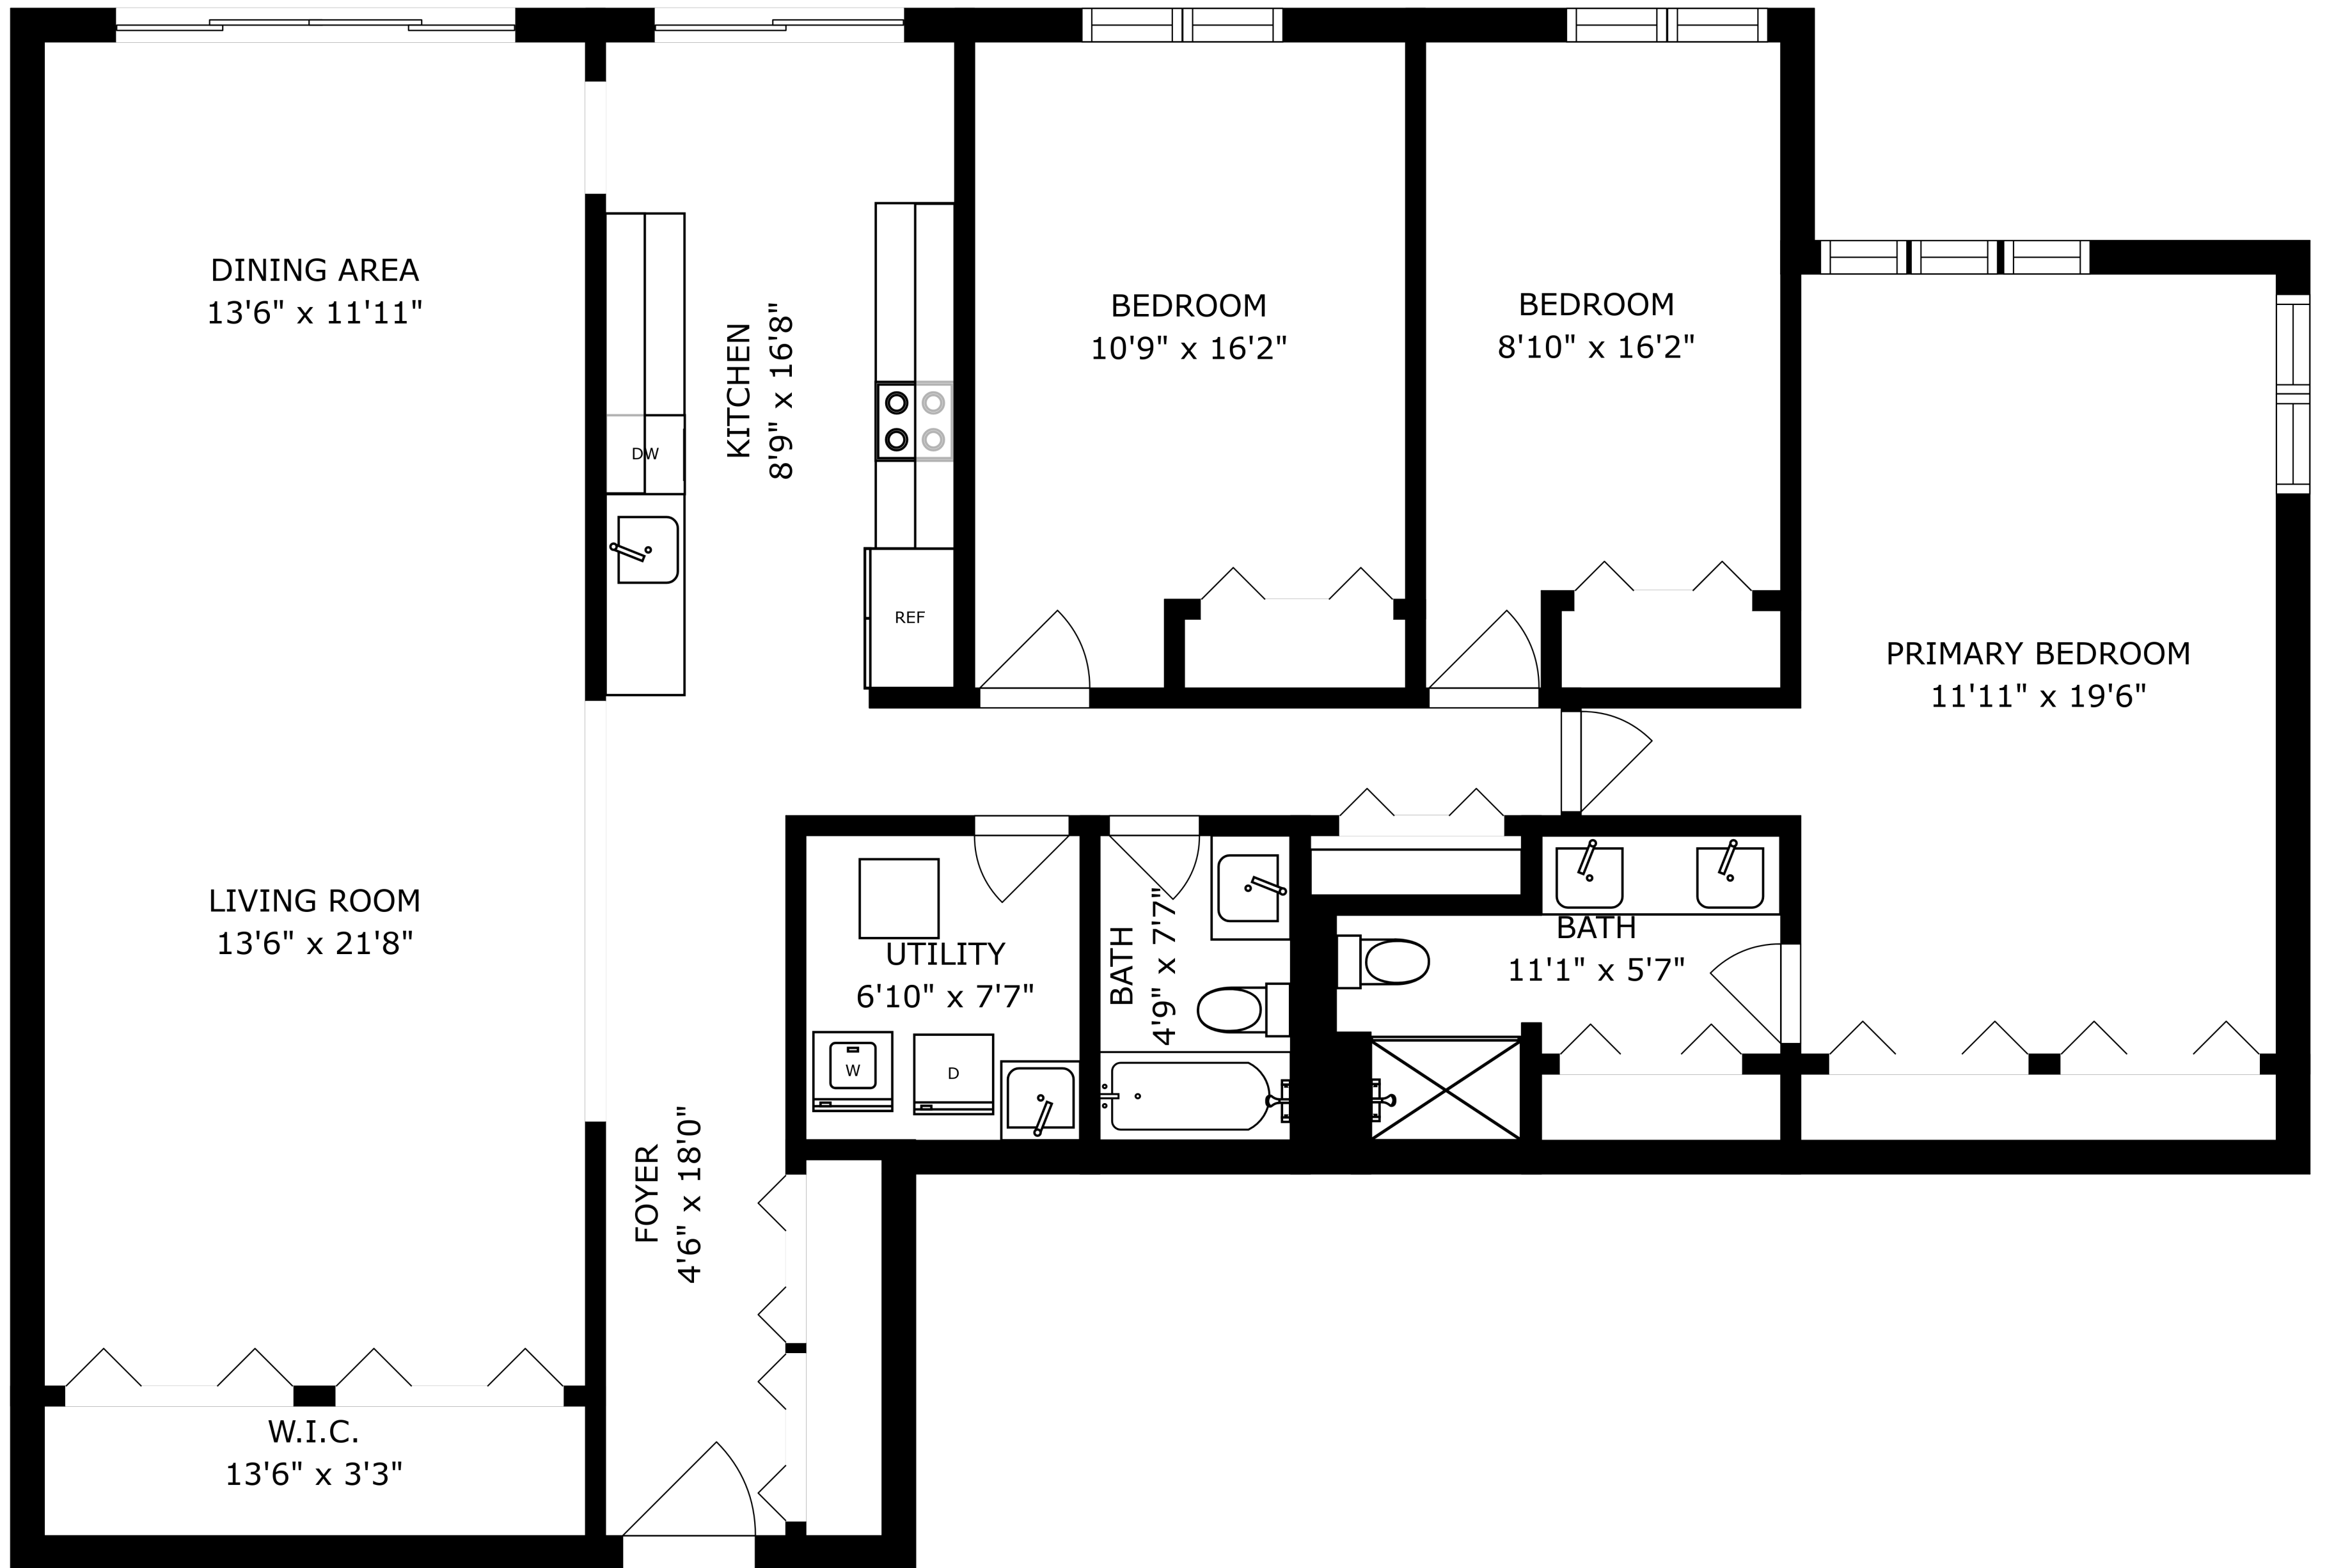 DINING AREA
13'6" x 11'11"
KITCHEN
8'9" x 16'8"
BEDROOM
10'9" x 16'2"
BEDROOM
8'10" x 16'2"
DW
REF
PRIMARY BEDROOM
11'11" x 19'6"
LIVING ROOM
13'6" x 21'8"
UTILITY
6'10" x 7'7"
W
D
BATH
4'9" x 7'7"
BATH
11'1" x 5'7"
FOYER
4'6" x 18'0"
W.I.C.
13'6" x 3'3"